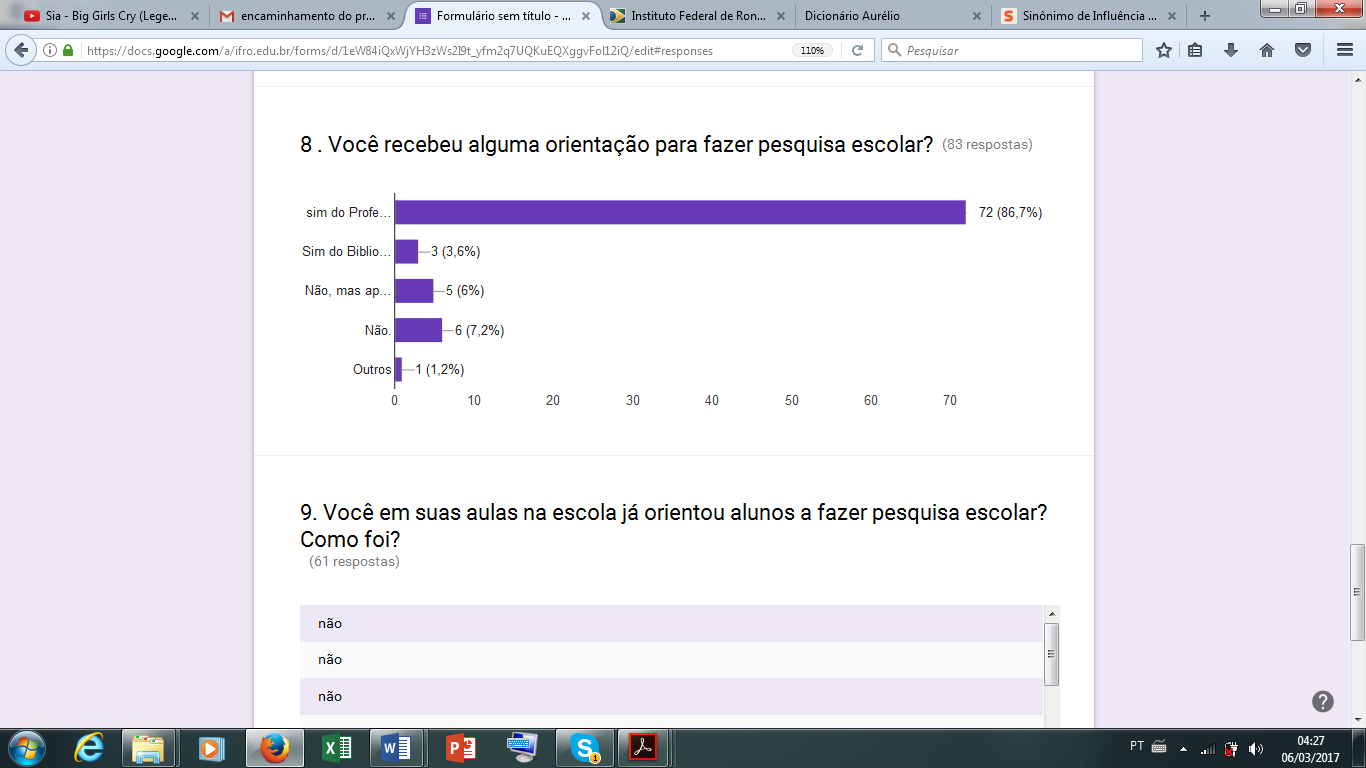 Sia - Big Girls Cry (Lege...
encaminhamento do pr...
Formulário sem título - ...
Instituto Federal de Ron...
Dicionário Aurélio
Sinônimo de Influência ...
https://docs.google.com/a/ifro.edu.br/forms/d/1eW84iQxWjYH3zWs2I9t_yfm2q7UQKuEQXggvFol12iQ/edit#responses
110%
Pesquisar
8 . Você recebeu alguma orientação para fazer pesquisa escolar? (83 respostas)
sim do Profe... 72 (86,7%)
Sim do Biblio... 3 (3,6%)
Não, mas ap... 5 (6%)
Não. 6 (7,2%)
Outros 1 (1,2%)
0 10 20 30 40 50 60 70
9. Você em suas aulas na escola já orientou alunos a fazer pesquisa escolar?
Como foi?
(61 respostas)
não
não
não
PT
04:27
06/03/2017